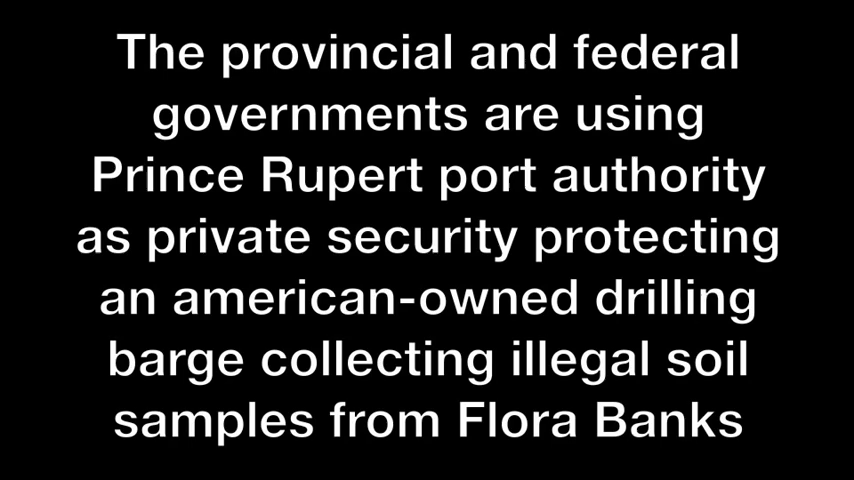 The provincial and federal
governments are using
Prince Rupert port authority
as private security protecting
an american-owned drilling
barge collecting illegal soil
samples from Flora Banks